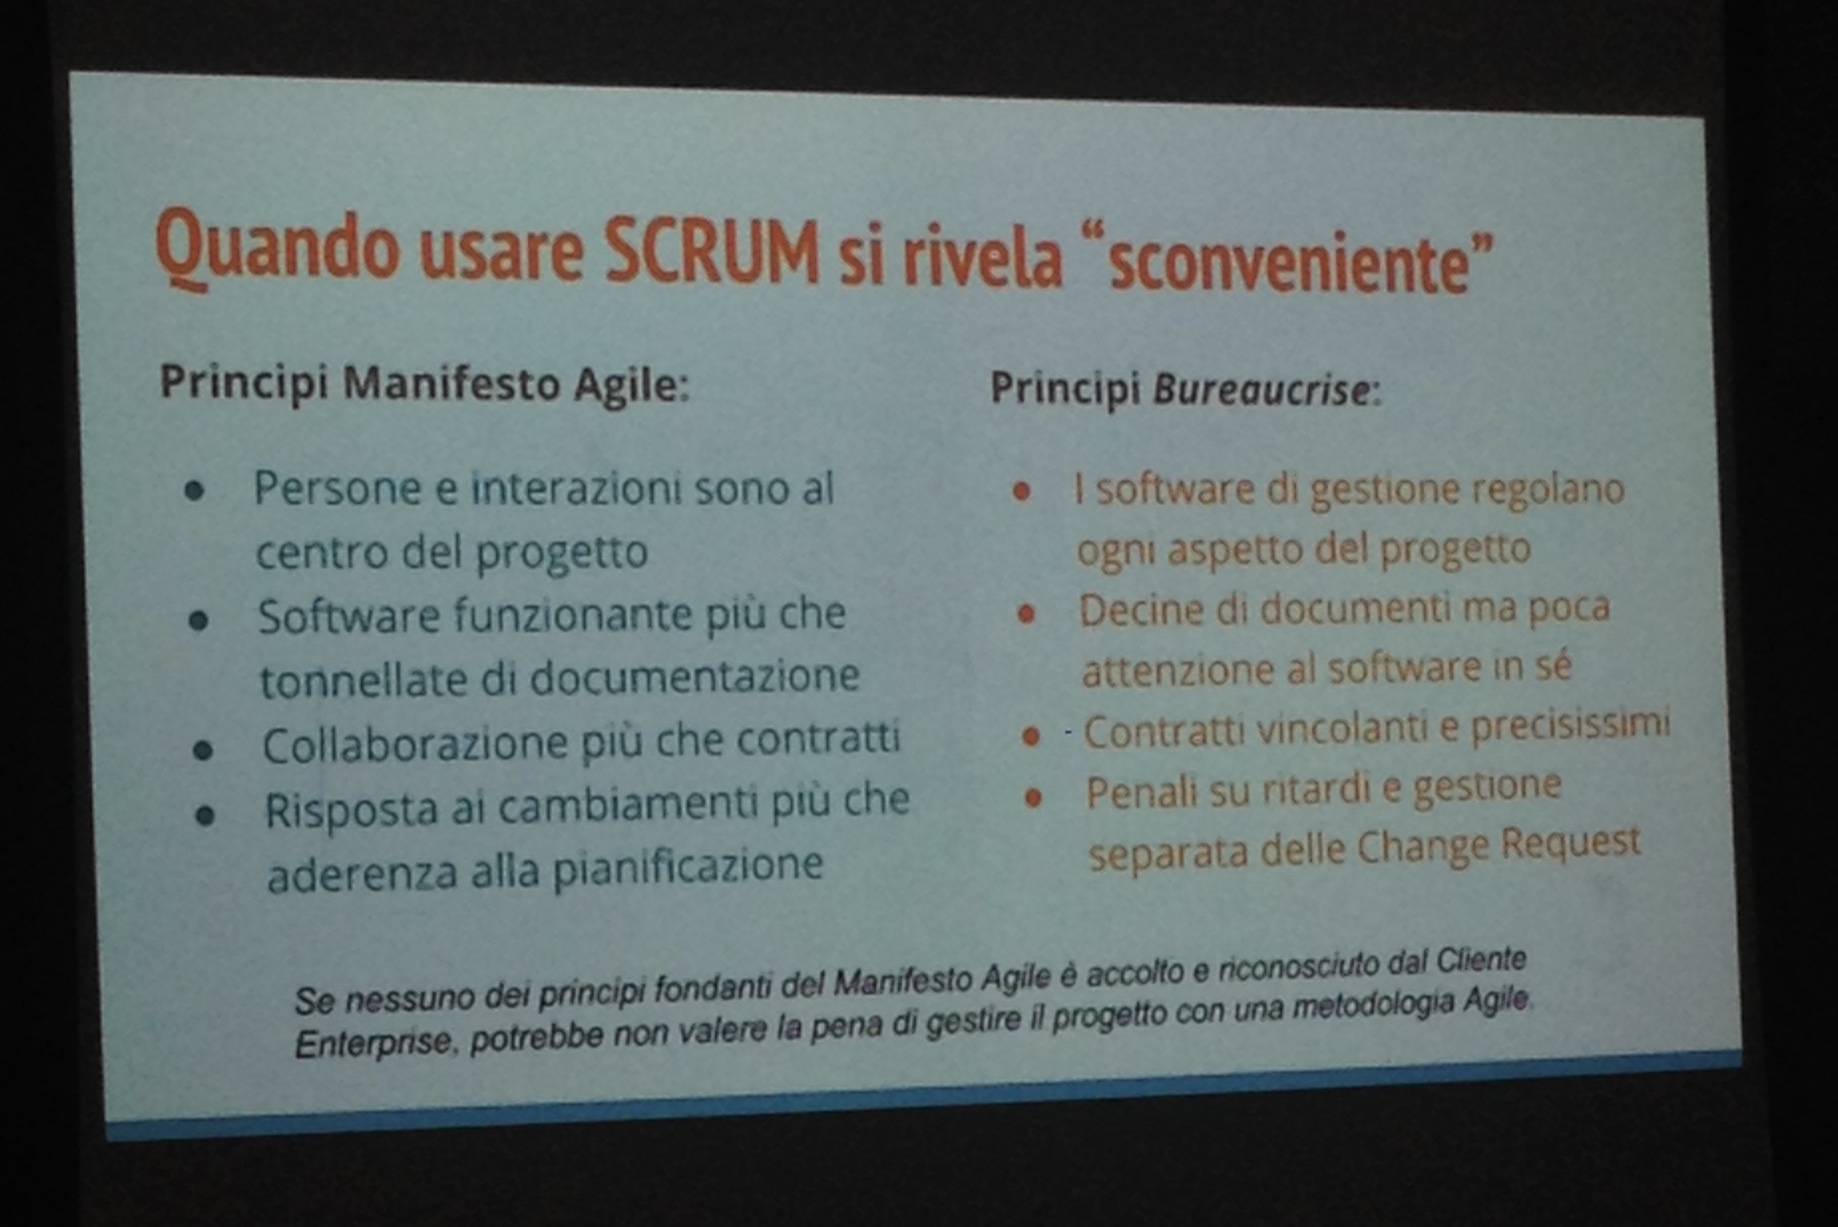 Quando usare SCRUM si rivela “sconveniente”
Principi Manifesto Agile:
● Persone e interazioni sono al
centro del progetto
● Software funzionante più che
tonnellate di documentazione
● Collaborazione più che contratti
● Risposta ai cambiamenti più che
aderenza alla pianificazione
Principi Bureaucrise:
● I software di gestione regolano
ogni aspetto del progetto
● Decine di documenti ma poca
attenzione al software in sé
● - Contratti vincolanti e precisissimi
● Penali su ritardi e gestione
separata delle Change Request
Se nessuno dei principi fondanti del Manifesto Agile è accolto e riconosciuto dal Cliente
Enterprise, potrebbe non valere la pena di gestire il progetto con una metodologia Agile.